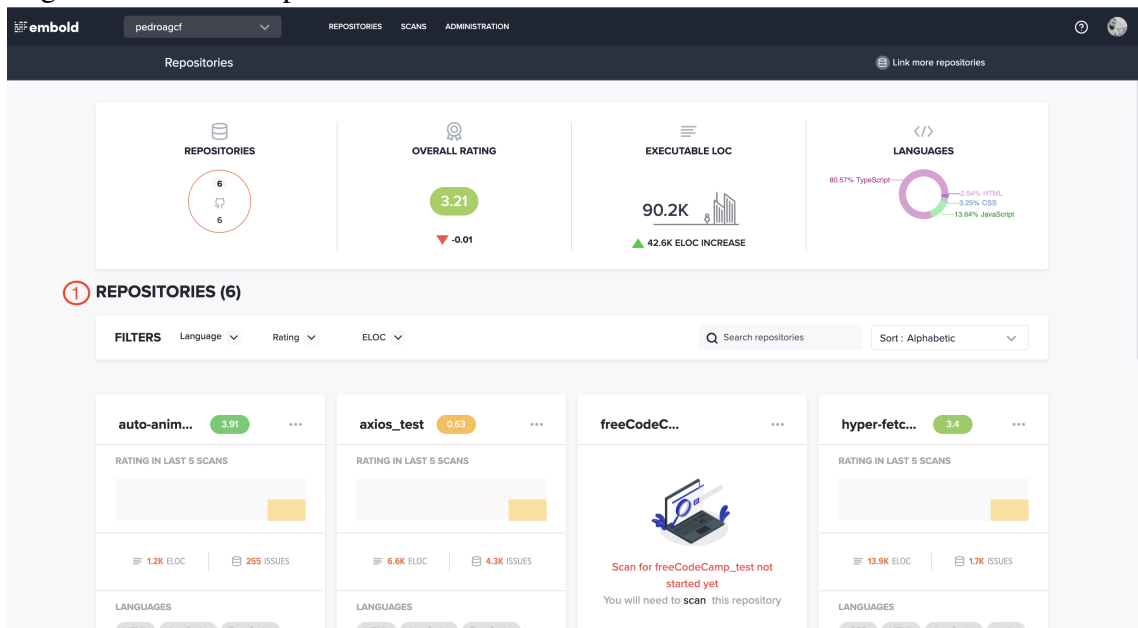 embold pedroagcf REPOSITORIES SCANS ADMINISTRATION
Repositories Link more repositories
REPOSITORIES OVERALL RATING EXECUTABLE LOC LANGUAGES
6
6
3.21
-0.01
90.2K
42.6K ELOC INCREASE
80.57% TypeScript
2.54% HTML
3.25% CSS
13.64% JavaScript
1 REPOSITORIES (6)
FILTERS Language Rating ELOC Search repositories Sort : Alphabetic
auto-anim... 3.91 ... axios_test 0.63 ... freeCodeC... ... hyper-fetc... 3.4 ...
RATING IN LAST 5 SCANS RATING IN LAST 5 SCANS RATING IN LAST 5 SCANS
1.2K ELOC 255 ISSUES 6.6K ELOC 4.3K ISSUES 13.9K ELOC 1.7K ISSUES
Scan for freeCodeCamp_test not
started yet
You will need to scan this repository
LANGUAGES LANGUAGES LANGUAGES